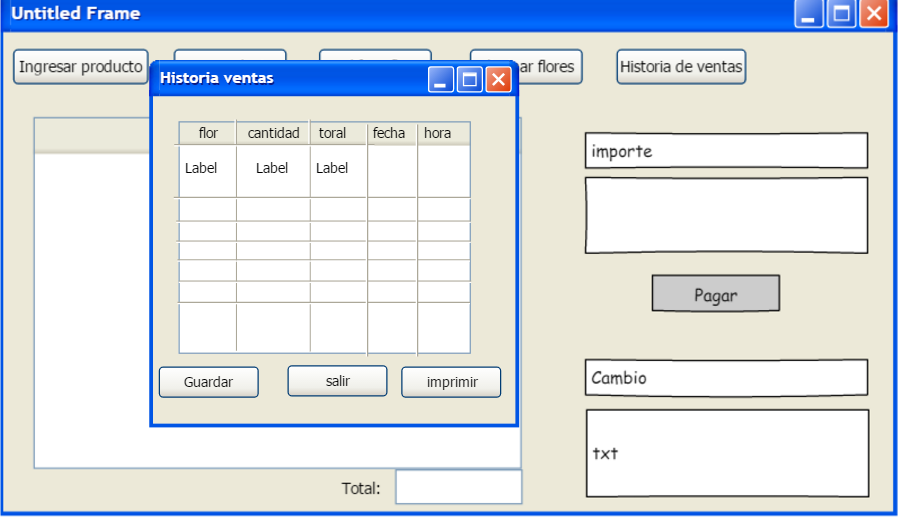 Untitled Frame
Ingresar producto
ar flores
Historia de ventas
Historia ventas
flor cantidad toral fecha hora
Label Label Label
Guardar salir imprimir
importe
Pagar
Cambio
txt
Total: